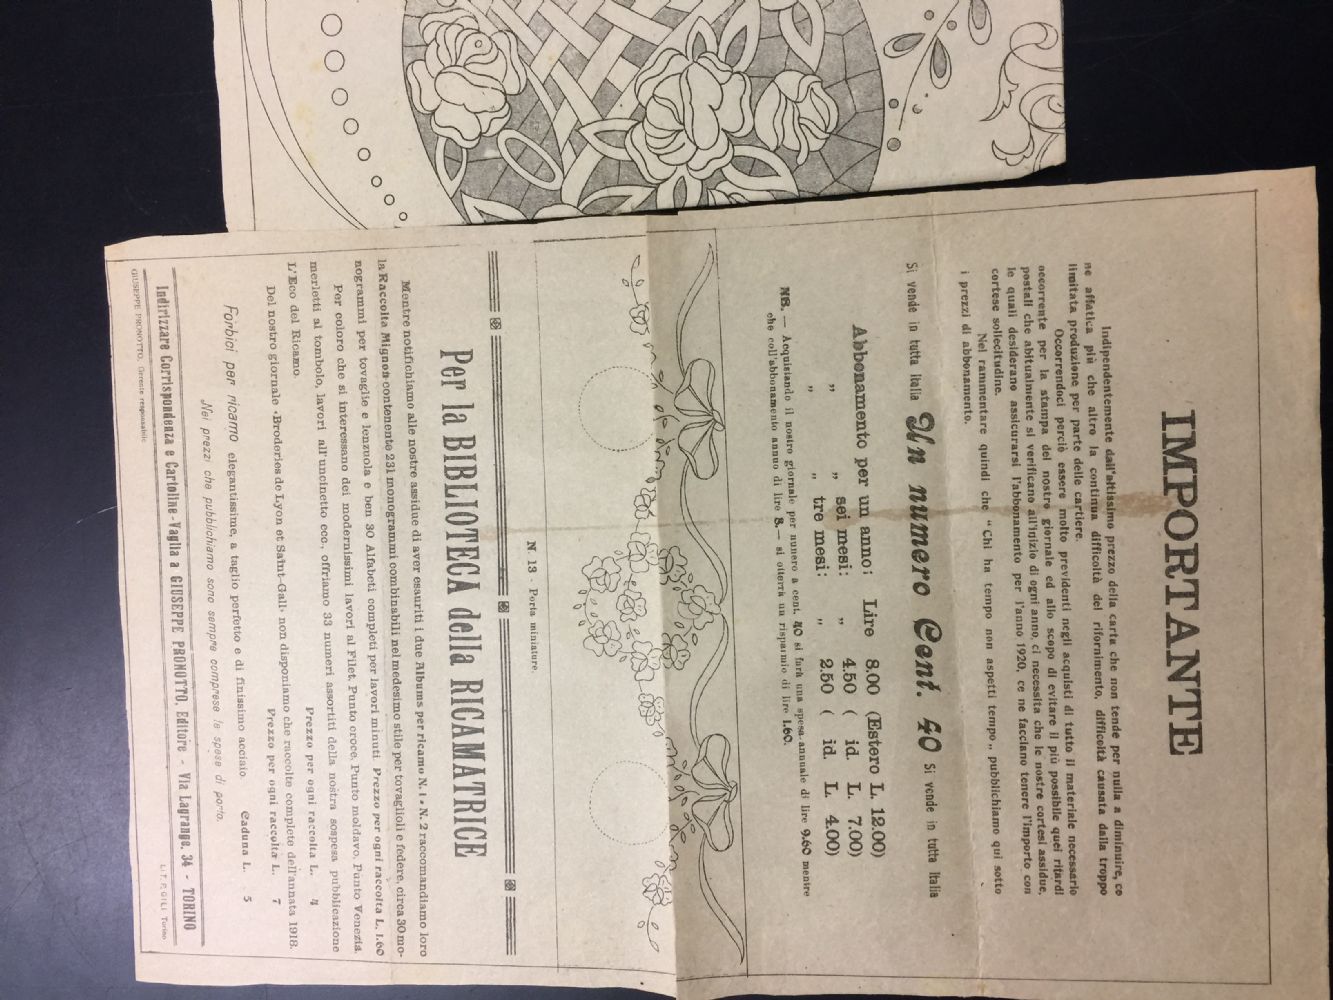 IMPORTANTE
Indipendentemente dall'altissimo prezzo della carta che non tende per nulla a diminuire, ce
ne affatica più che altro la continua difficoltà del rifornimento, difficoltà causata dalla troppo
limitata produzione per parte delle cartiere.
Occorrendoci perciò essere molto previdenti negli acquisti di tutto il materiale necessario
occorrente per la stampa del nostro giornale ed allo scopo di evitare il più possibile quei ritardi
postali che abitualmente si verificano all'inizio di ogni anno, ci necessita che le nostre cortesi assidue,
le quali desiderano assicurarsi l'abbonamento per l'anno 1920, ce ne facciano tenere l'importo con
cortese sollecitudine.
Nel rammentare quindi che " Chi ha tempo non aspetti tempo „ pubblichiamo qui sotto
i prezzi di abbonamento.
Si vende in tutta Italia Un numero Cent. 40 Si vende in tutta Italia
Abbonamento per un anno: Lire 8.00 (Estero L. 12.00)
„ „ sei mesi: „ 4.50 ( id. L. 7.00)
„ „ tre mesi: „ 2.50 ( id. L. 4.00)
NB. — Acquistando il nostro giornale per numero a cent. 40 si farà una spesa annuale di lire 9.60 mentre
che coll'abbonamento annuo di lire 8.— si otterrà un risparmio di lire 1.60.
N 13 - Porta miniature.
Per la BIBLIOTECA della RICAMATRICE
Mentre notifichiamo alle nostre assidue di aver esauriti i due Albums per ricamo N. 1 e N. 2 raccomandiamo loro
la Raccolta Mignon contenente 231 monogrammi combinabili nel medesimo stile per tovaglioli e federe, circa 30 mo-
nogrammi per tovaglie e lenzuola e ben 30 Alfabeti completi per lavori minuti Prezzo per ogni raccolta L. 1.60
Per coloro che si interessano dei modernissimi lavori al Filet, Punto croce, Punto moldavo, Punto Venezia
merletti al tombolo, lavori all'uncinetto ecc., offriamo 33 numeri assortiti della nostra sospesa pubblicazione
L'Eco del Ricamo. Prezzo per ogni raccolta L. 4
Del nostro giornale «Broderies de Lyon et Saint-Gall» non disponiamo che raccolte complete dell'annata 1918.
Prezzo per ogni raccolta L. 7
Forbici per ricamo elegantissime, a taglio perfetto e di finissimo acciaio. Caduna L. 5
Nei prezzi che pubblichiamo sono sempre comprese le spese di porto.
Indirizzare Corrispondenza e Cartoline-Vaglia a GIUSEPPE PRONOTTO, Editore - Via Lagrange, 34 - TORINO
GIUSEPPE PRONOTTO, Gerente responsabile
LIT. F. GILI, Torino